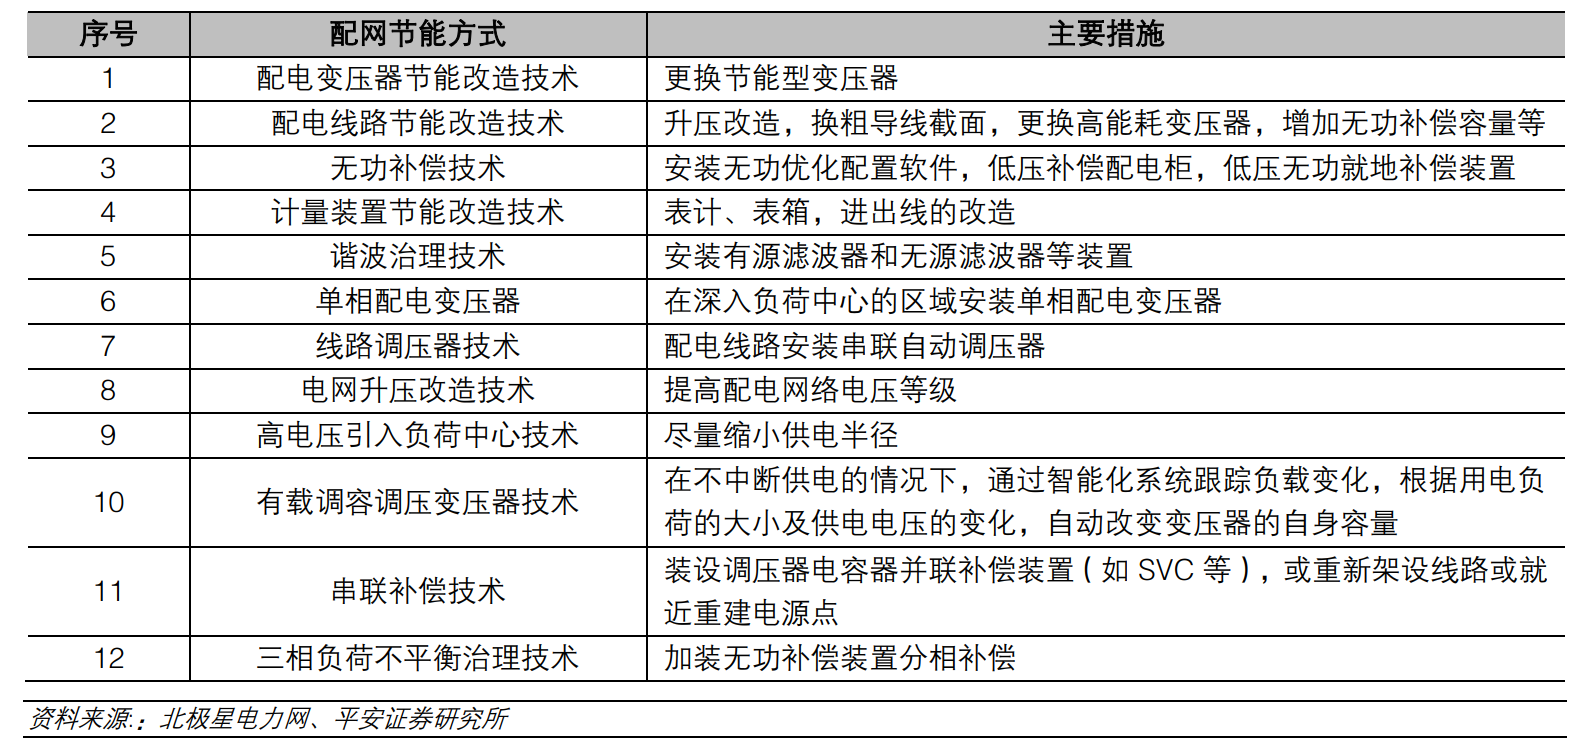 序号 配网节能方式 主要措施
1 配电变压器节能改造技术 更换节能型变压器
2 配电线路节能改造技术 升压改造，换粗导线截面，更换高能耗变压器，增加无功补偿容量等
3 无功补偿技术 安装无功优化配置软件，低压补偿配电柜，低压无功就地补偿装置
4 计量装置节能改造技术 表计、表箱，进出线的改造
5 谐波治理技术 安装有源滤波器和无源滤波器等装置
6 单相配电变压器 在深入负荷中心的区域安装单相配电变压器
7 线路调压器技术 配电线路安装串联自动调压器
8 电网升压改造技术 提高配电网络电压等级
9 高电压引入负荷中心技术 尽量缩小供电半径
10 有载调容调压变压器技术 在不中断供电的情况下，通过智能化系统跟踪负载变化，根据用电负
荷的大小及供电电压的变化，自动改变变压器的自身容量
11 串联补偿技术 装设调压器电容器并联补偿装置（如 SVC 等），或重新架设线路或就
近重建电源点
12 三相负荷不平衡治理技术 加装无功补偿装置分相补偿
资料来源:：北极星电力网、平安证券研究所